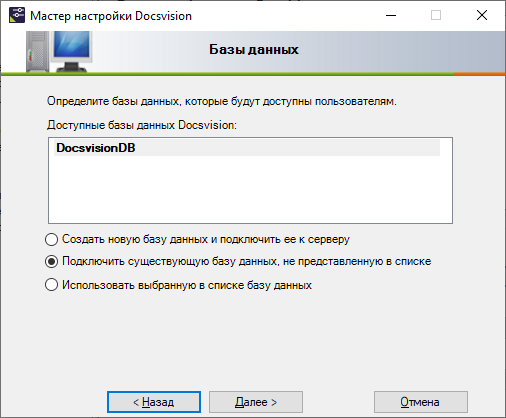 Мастер настройки Docsvision
Базы данных
Определите базы данных, которые будут доступны пользователям.
Доступные базы данных Docsvision:
DocsvisionDB
Создать новую базу данных и подключить ее к серверу
Подключить существующую базу данных, не представленную в списке
Использовать выбранную в списке базу данных
< Назад
Далее >
Отмена